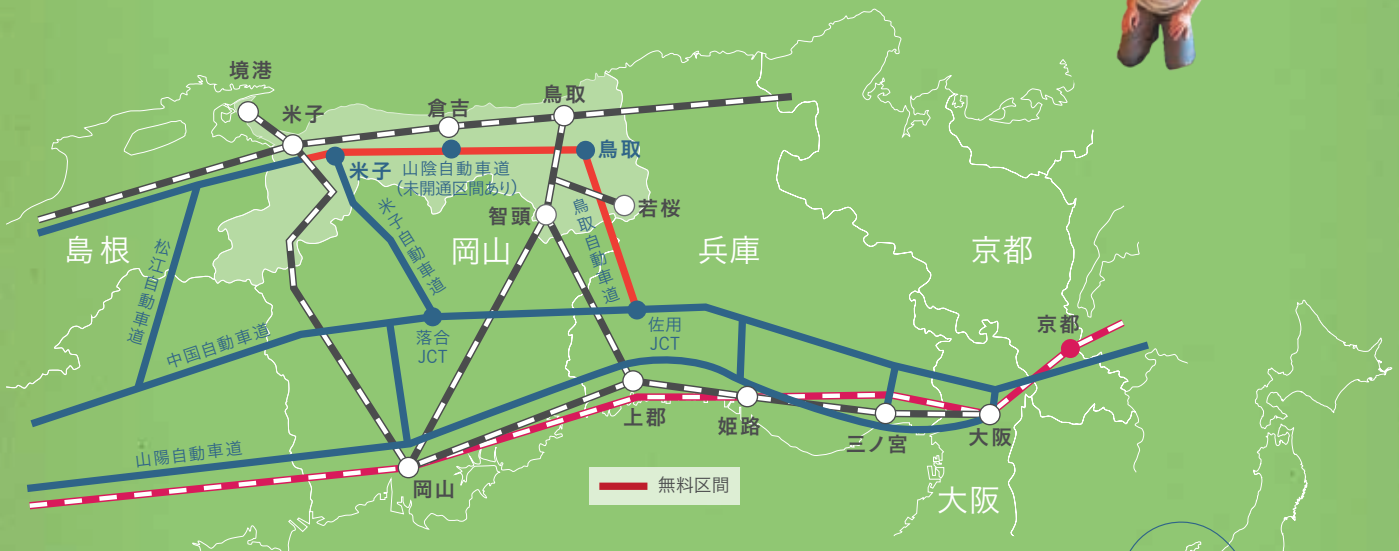 境港
米子
倉吉
鳥取
米子
山陰自動車道
（未開通区間あり）
鳥取
智頭
若桜
島根
松江自動車道
米子自動車道
岡山
鳥取自動車道
兵庫
京都
中国自動車道
落合
JCT
佐用
JCT
京都
上郡
姫路
三ノ宮
大阪
山陽自動車道
岡山
無料区間
大阪